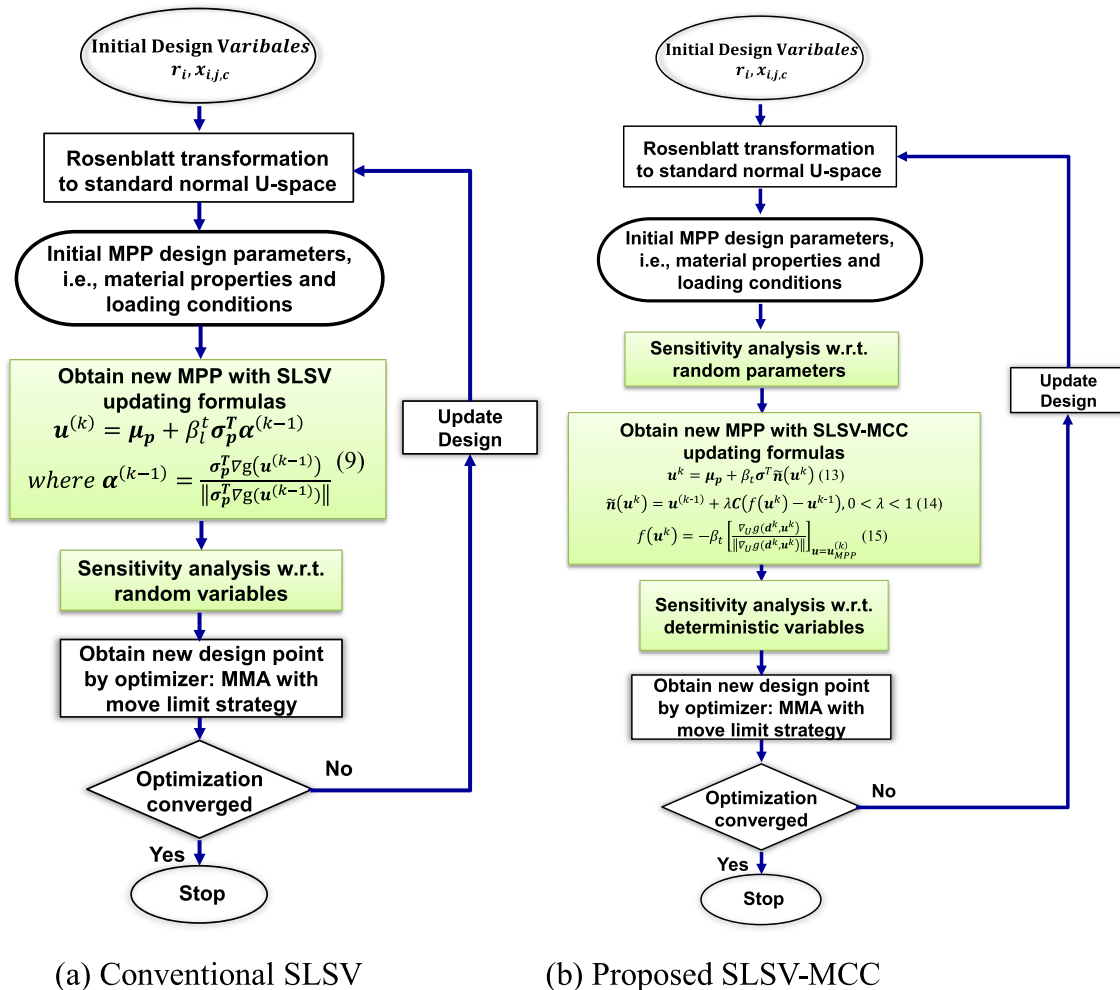 Initial Design Varibales
r_i, x_{i,j,c}
Rosenblatt transformation
to standard normal U-space
Initial MPP design parameters,
i.e., material properties and
loading conditions
Obtain new MPP with SLSV
updating formulas
u^{(k)} = μ_p + β_l^t σ_p^T α^{(k−1)}
where α^{(k−1)} = \frac{σ_p^T ∇g(u^{(k−1)})}{‖σ_p^T ∇g(u^{(k−1)})‖} (9)
Sensitivity analysis w.r.t.
random variables
Obtain new design point
by optimizer: MMA with
move limit strategy
Optimization
converged
No
Yes
Stop
Update
Design
(a) Conventional SLSV
Initial Design Varibales
r_i, x_{i,j,c}
Rosenblatt transformation
to standard normal U-space
Initial MPP design parameters,
i.e., material properties and
loading conditions
Sensitivity analysis w.r.t.
random parameters
Obtain new MPP with SLSV-MCC
updating formulas
u^k = μ_p + β_t σ^T ñ(u^k) (13)
ñ(u^k) = u^{(k-1)} + λC(f(u^k) − u^{k-1}), 0 < λ < 1 (14)
f(u^k) = −β_t [\frac{∇_U g(d^k,u^k)}{‖∇_U g(d^k,u^k)‖}]_{u=u_{MPP}^{(k)}} (15)
Sensitivity analysis w.r.t.
deterministic variables
Obtain new design point
by optimizer: MMA with
move limit strategy
Optimization
converged
No
Yes
Stop
Update
Design
(b) Proposed SLSV-MCC